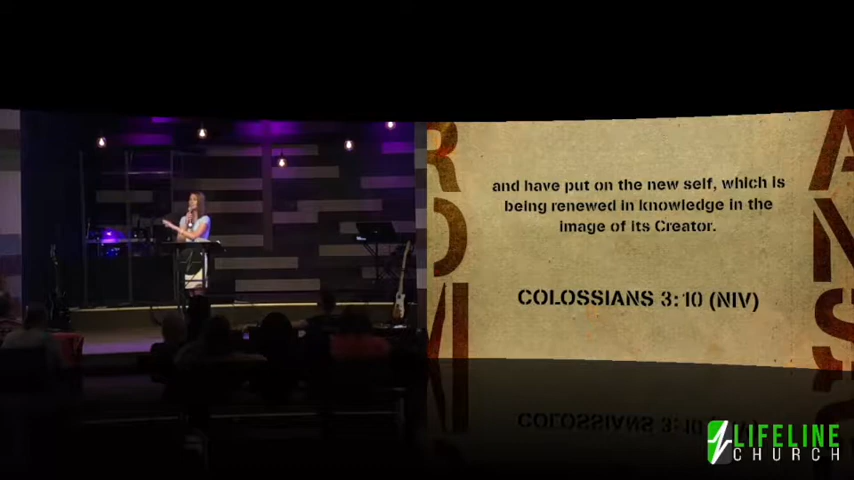 and have put on the new self, which is
being renewed in knowledge in the
image of its Creator.
COLOSSIANS 3:10 (NIV)
LIFELINE
CHURCH